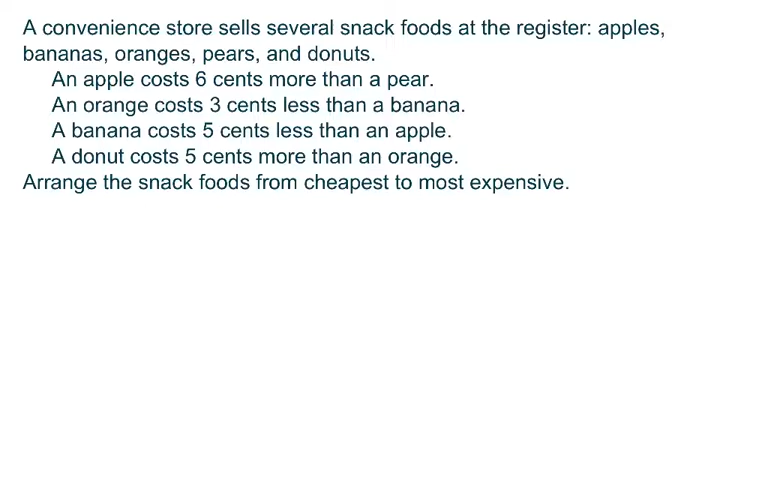 A convenience store sells several snack foods at the register: apples,
bananas, oranges, pears, and donuts.
An apple costs 6 cents more than a pear.
An orange costs 3 cents less than a banana.
A banana costs 5 cents less than an apple.
A donut costs 5 cents more than an orange.
Arrange the snack foods from cheapest to most expensive.